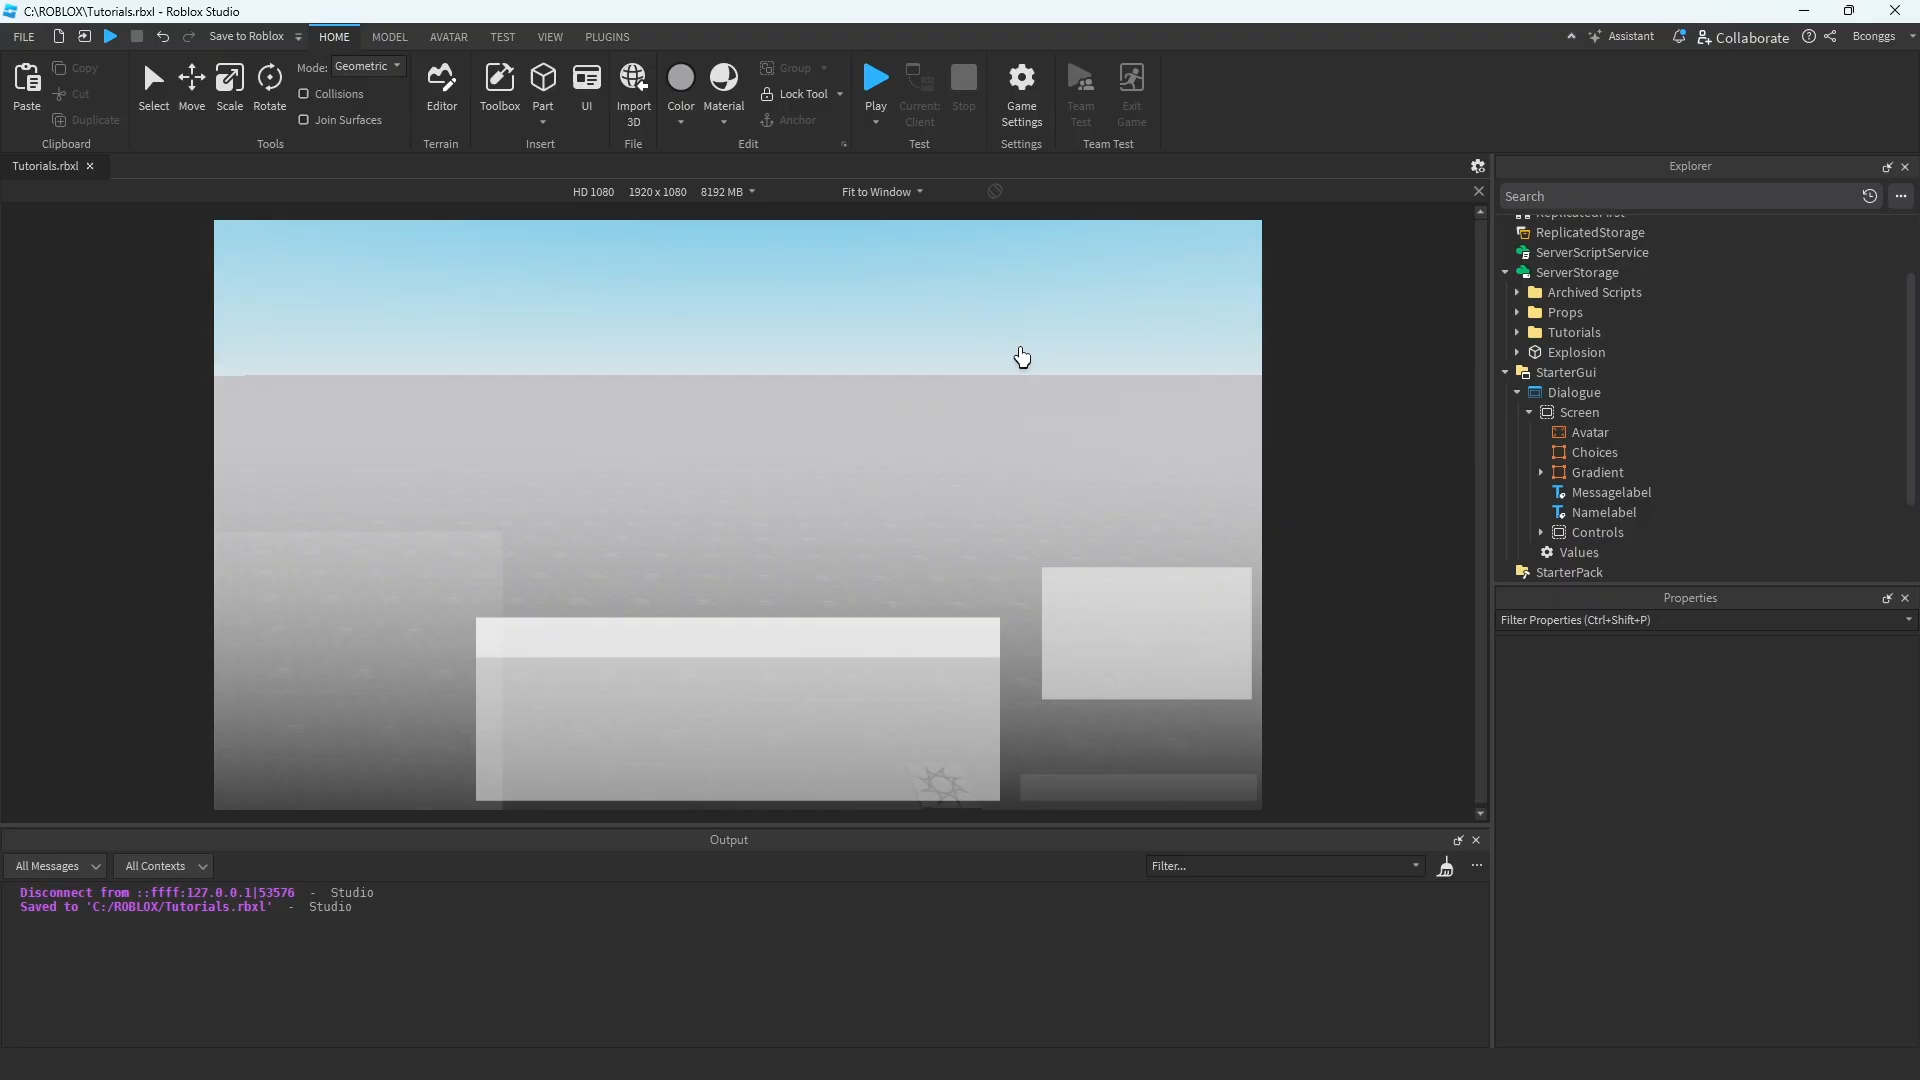 C:\ROBLOX\Tutorials.rbxl - Roblox Studio
FILE Save to Roblox HOME MODEL AVATAR TEST VIEW PLUGINS Assistant Collaborate Bconggs
Paste Copy Cut Duplicate
Clipboard
Select Move Scale Rotate Mode: Geometric
Collisions
Join Surfaces
Tools
Editor
Terrain
Toolbox Part UI
Insert
Import 3D
File
Color Material Group Lock Tool Anchor
Edit
Play Current: Client Stop
Test
Game Settings
Settings
Team Test Exit Game
Team Test
Tutorials.rbxl
HD 1080 1920 x 1080 8192 MB Fit to Window
Explorer
Search
ReplicatedStorage
ServerScriptService
ServerStorage
Archived Scripts
Props
Tutorials
Explosion
StarterGui
Dialogue
Screen
Avatar
Choices
Gradient
Messagelabel
Namelabel
Controls
Values
StarterPack
Properties
Filter Properties (Ctrl+Shift+P)
Output
All Messages All Contexts Filter...
Disconnect from ::ffff:127.0.0.1|53576 - Studio
Saved to 'C:/ROBLOX/Tutorials.rbxl' - Studio